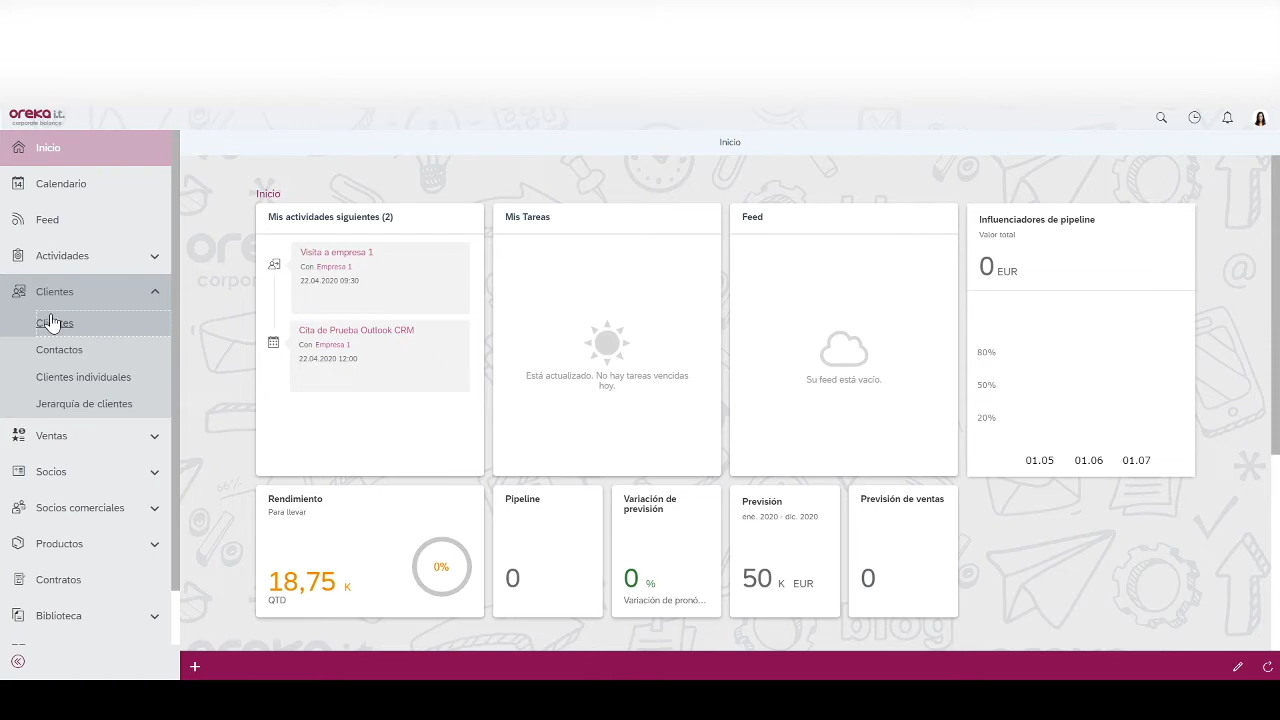 oreka i.t.
corporate balance
Inicio
14 Calendario
Feed
Actividades
Clientes
Clientes
Contactos
Clientes individuales
Jerarquía de clientes
Ventas
Socios
Socios comerciales
Productos
Contratos
Biblioteca
Inicio
Inicio
Mis actividades siguientes (2)
Visita a empresa 1
Con Empresa 1
22.04.2020 09:30
Cita de Prueba Outlook CRM
Con Empresa 1
22.04.2020 12:00
Mis Tareas
Está actualizado. No hay tareas vencidas
hoy.
Feed
Su feed está vacío.
Influenciadores de pipeline
Valor total
0 EUR
80%
50%
20%
01.05 01.06 01.07
Rendimiento
Para llevar
18,75 K
QTD
0%
Pipeline
0
Variación de
previsión
0 %
Variación de pronó...
Previsión
ene. 2020 - dic. 2020
50 K EUR
Previsión de ventas
0
blog